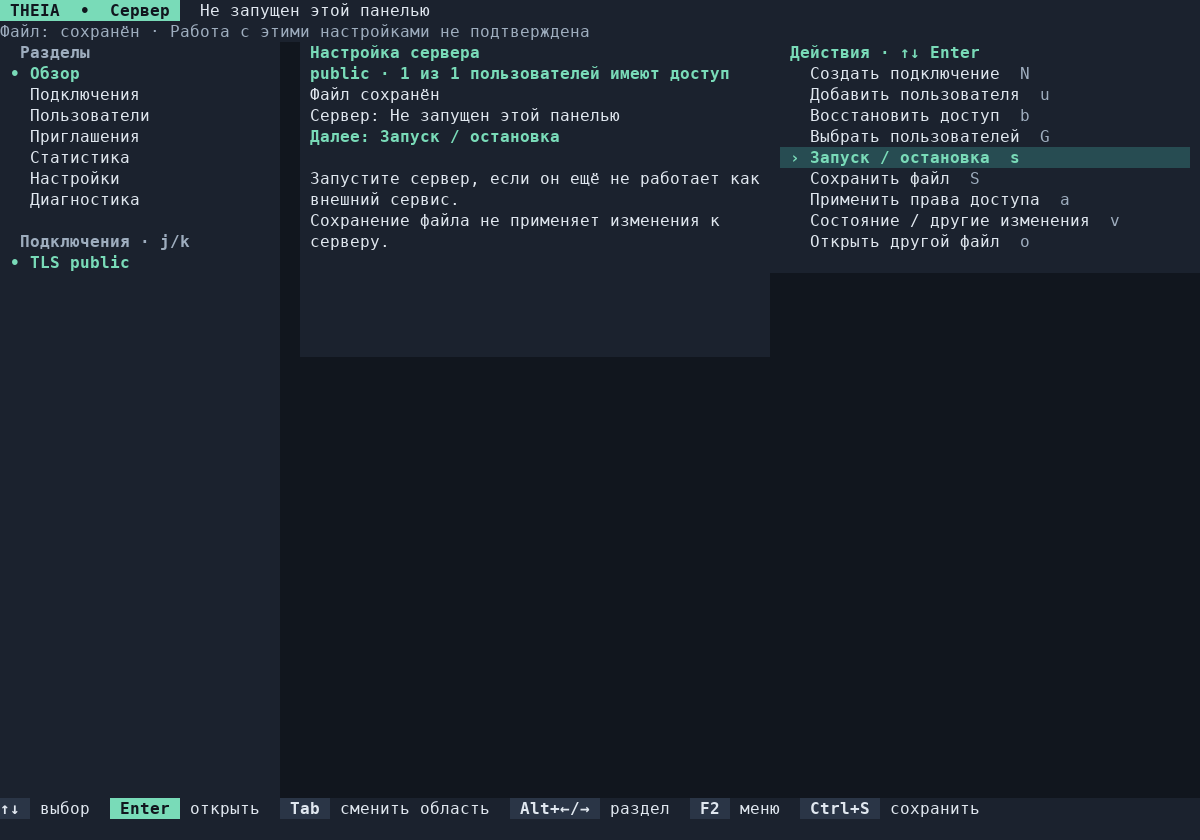 THEIA • Сервер Не запущен этой панелью
Файл: сохранён · Работа с этими настройками не подтверждена
Разделы
• Обзор
Подключения
Пользователи
Приглашения
Статистика
Настройки
Диагностика
Подключения · j/k
• TLS public
Настройка сервера
public · 1 из 1 пользователей имеют доступ
Файл сохранён
Сервер: Не запущен этой панелью
Далее: Запуск / остановка
Запустите сервер, если он ещё не работает как
внешний сервис.
Сохранение файла не применяет изменения к
серверу.
Действия · ↑↓ Enter
Создать подключение N
Добавить пользователя u
Восстановить доступ b
Выбрать пользователей G
› Запуск / остановка s
Сохранить файл S
Применить права доступа a
Состояние / другие изменения v
Открыть другой файл o
↑↓ выбор Enter открыть Tab сменить область Alt+←/→ раздел F2 меню Ctrl+S сохранить